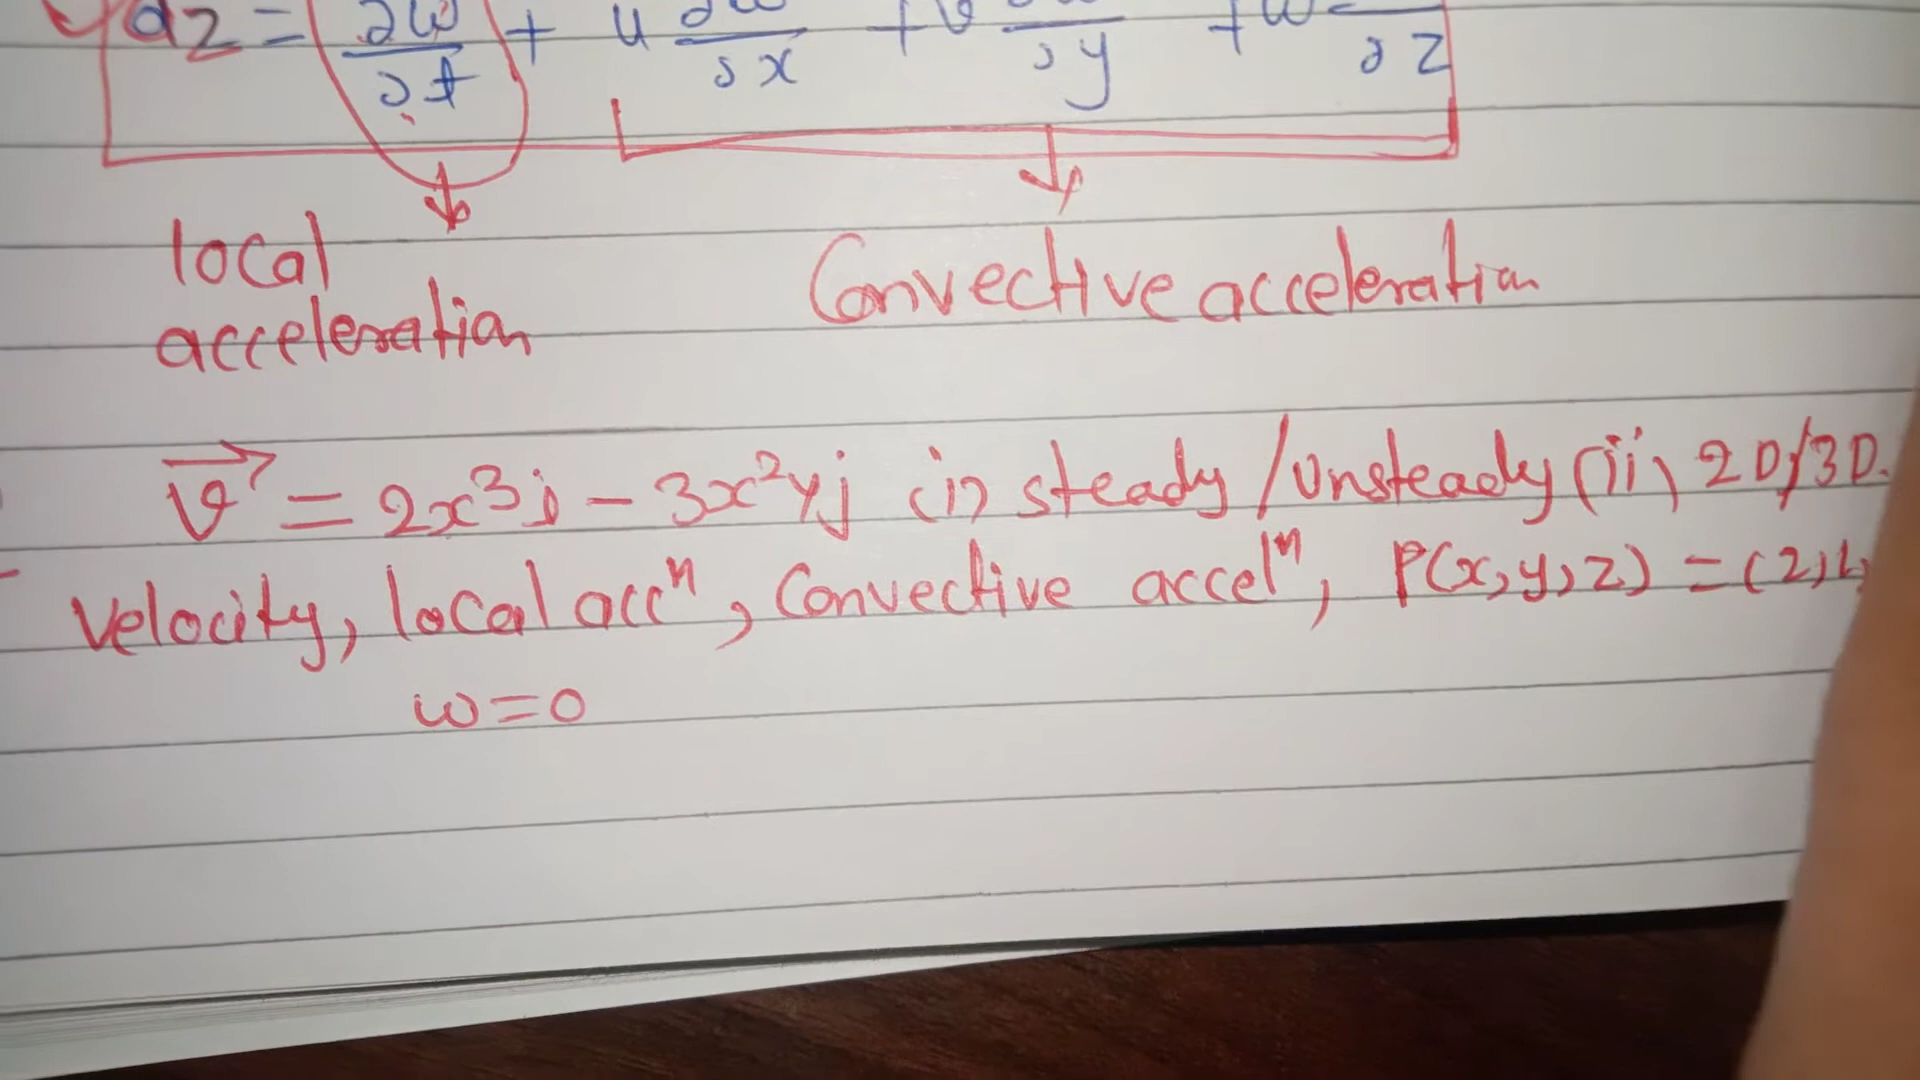 az = ∂w/∂t + u ∂w/∂x + v ∂w/∂y + w /∂z
local
acceleration
Convective acceleration
V⃗ = 2x³i − 3x²yj (i) steady/Unsteady (ii) 2D/3D.
Velocity, local accⁿ, Convective accelⁿ, P(x,y,z) = (2,1,
w=0